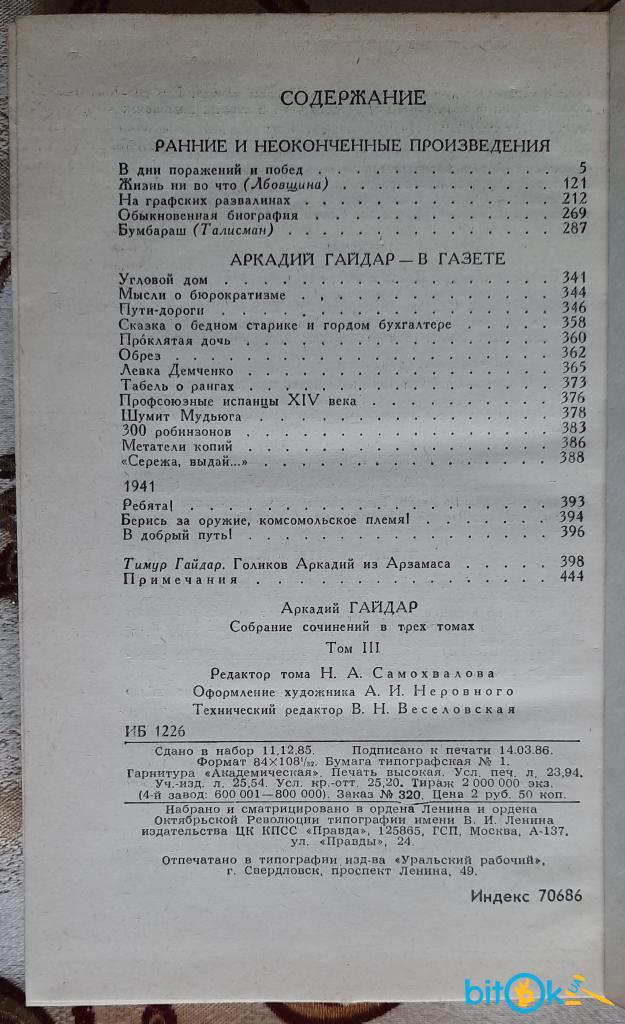 СОДЕРЖАНИЕ
РАННИЕ И НЕОКОНЧЕННЫЕ ПРОИЗВЕДЕНИЯ
В дни поражений и побед . . . . . . . . . . . . . 5
Жизнь ни во что (Лбовщина) . . . . . . . . . . . . 121
На графских развалинах . . . . . . . . . . . . . 212
Обыкновенная биография . . . . . . . . . . . . . 269
Бумбараш (Талисман) . . . . . . . . . . . . . . 287
АРКАДИЙ ГАЙДАР — В ГАЗЕТЕ
Угловой дом . . . . . . . . . . . . . . . . 341
Мысли о бюрократизме . . . . . . . . . . . . . 344
Пути-дороги . . . . . . . . . . . . . . . . 346
Сказка о бедном старике и гордом бухгалтере . . . . . . 358
Проклятая дочь . . . . . . . . . . . . . . . 360
Обрез . . . . . . . . . . . . . . . . . . 362
Левка Демченко . . . . . . . . . . . . . . . 365
Табель о рангах . . . . . . . . . . . . . . . 373
Профсоюзные испанцы XIV века . . . . . . . . . . 376
Шумит Мудьюга . . . . . . . . . . . . . . . 378
300 робинзонов . . . . . . . . . . . . . . . 383
Метатели копий . . . . . . . . . . . . . . . 386
«Сережа, выдай...» . . . . . . . . . . . . . . 388
1941
Ребята! . . . . . . . . . . . . . . . . . 393
Берись за оружие, комсомольское племя! . . . . . . . 394
В добрый путь! . . . . . . . . . . . . . . . 396
Тимур Гайдар. Голиков Аркадий из Арзамаса . . . . . 398
Примечания . . . . . . . . . . . . . . . . 444
Аркадий ГАЙДАР
Собрание сочинений в трех томах
Том III
Редактор тома Н. А. Самохвалова
Оформление художника А. И. Неровного
Технический редактор В. Н. Веселовская
ИБ 1226
Сдано в набор 11.12.85. Подписано к печати 14.03.86.
Формат 84×108¹/₃₂. Бумага типографская № 1.
Гарнитура «Академическая». Печать высокая. Усл. печ. л. 23,94.
Уч.-изд. л. 25,54. Усл. кр.-отт. 25,20. Тираж 2 000 000 экз.
(4-й завод: 600 001—800 000). Заказ № 320. Цена 2 руб. 50 коп.
Набрано и сматрицировано в ордена Ленина и ордена
Октябрьской Революции типографии имени В. И. Ленина
издательства ЦК КПСС «Правда», 125865, ГСП, Москва, А-137,
ул. «Правды», 24.
Отпечатано в типографии изд-ва «Уральский рабочий»,
г. Свердловск, проспект Ленина, 49.
Индекс 70686
bitOk
UA